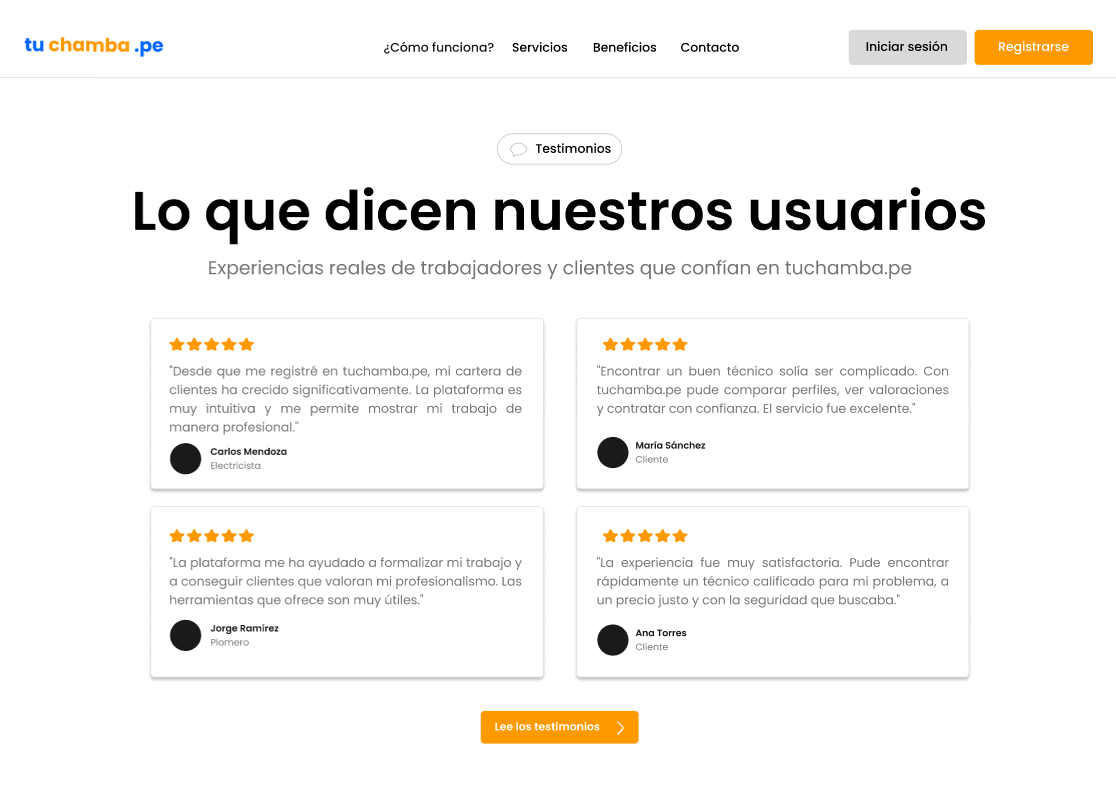 tu chamba .pe
¿Cómo funciona? Servicios Beneficios Contacto
Iniciar sesión
Registrarse
Testimonios
Lo que dicen nuestros usuarios
Experiencias reales de trabajadores y clientes que confían en tuchamba.pe
"Desde que me registré en tuchamba.pe, mi cartera de
clientes ha crecido significativamente. La plataforma es
muy intuitiva y me permite mostrar mi trabajo de
manera profesional."
Carlos Mendoza
Electricista
"Encontrar un buen técnico solía ser complicado. Con
tuchamba.pe pude comparar perfiles, ver valoraciones
y contratar con confianza. El servicio fue excelente."
María Sánchez
Cliente
"La plataforma me ha ayudado a formalizar mi trabajo y
a conseguir clientes que valoran mi profesionalismo. Las
herramientas que ofrece son muy útiles."
Jorge Ramírez
Plomero
"La experiencia fue muy satisfactoria. Pude encontrar
rápidamente un técnico calificado para mi problema, a
un precio justo y con la seguridad que buscaba."
Ana Torres
Cliente
Lee los testimonios